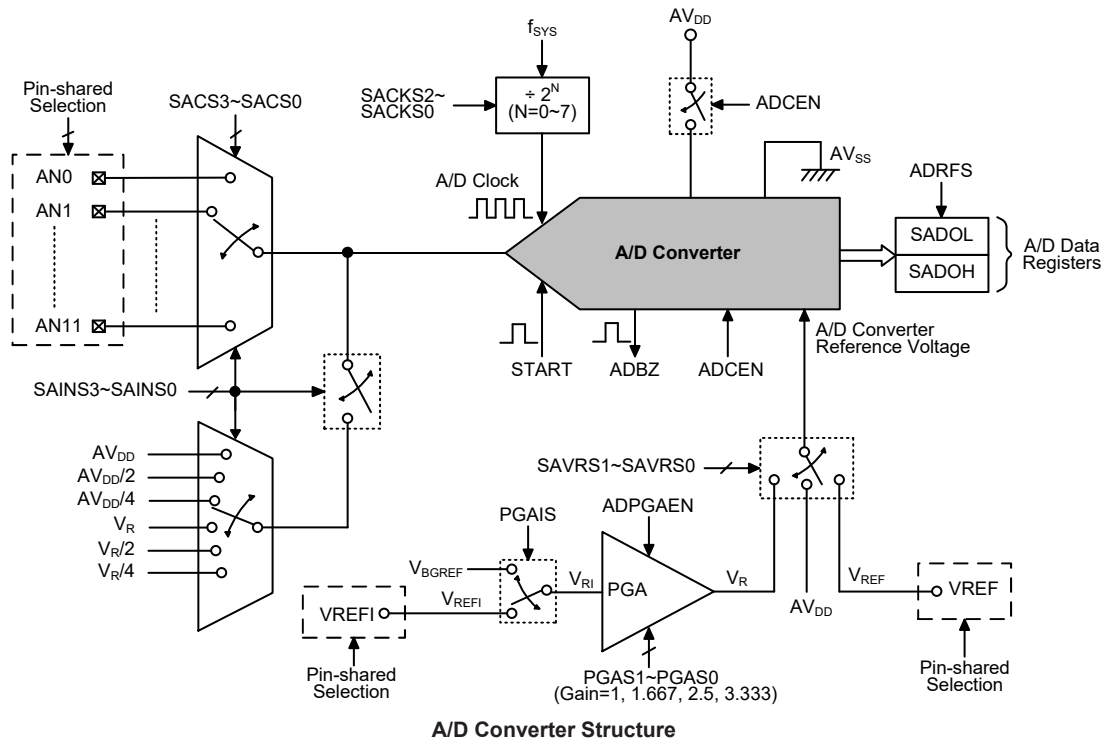 AV_DD
f_SYS
Pin-shared
Selection
SACS3~SACS0
SACKS2~
SACKS0
÷ 2^N
(N=0~7)
ADCEN
AN0
AN1
AN11
A/D Clock
AV_SS
ADRFS
A/D Converter
SADOL
SADOH
A/D Data
Registers
START
ADBZ
ADCEN
A/D Converter
Reference Voltage
SAINS3~SAINS0
AV_DD
AV_DD/2
AV_DD/4
V_R
V_R/2
V_R/4
SAVRS1~SAVRS0
PGAIS
ADPGAEN
V_BGREF
V_REFI
VREFI
V_RI
PGA
V_R
AV_DD
V_REF
VREF
Pin-shared
Selection
PGAS1~PGAS0
(Gain=1, 1.667, 2.5, 3.333)
Pin-shared
Selection
A/D Converter Structure